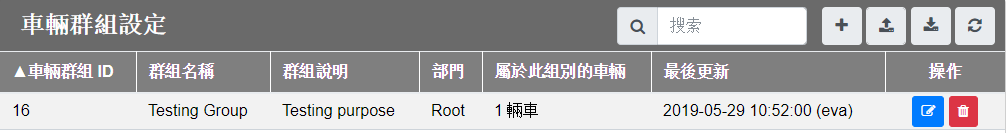 車輛群組設定
搜索
▲車輛群組 ID 群組名稱 群組說明 部門 屬於此組別的車輛 最後更新 操作
16 Testing Group Testing purpose Root 1 輛車 2019-05-29 10:52:00 (eva)